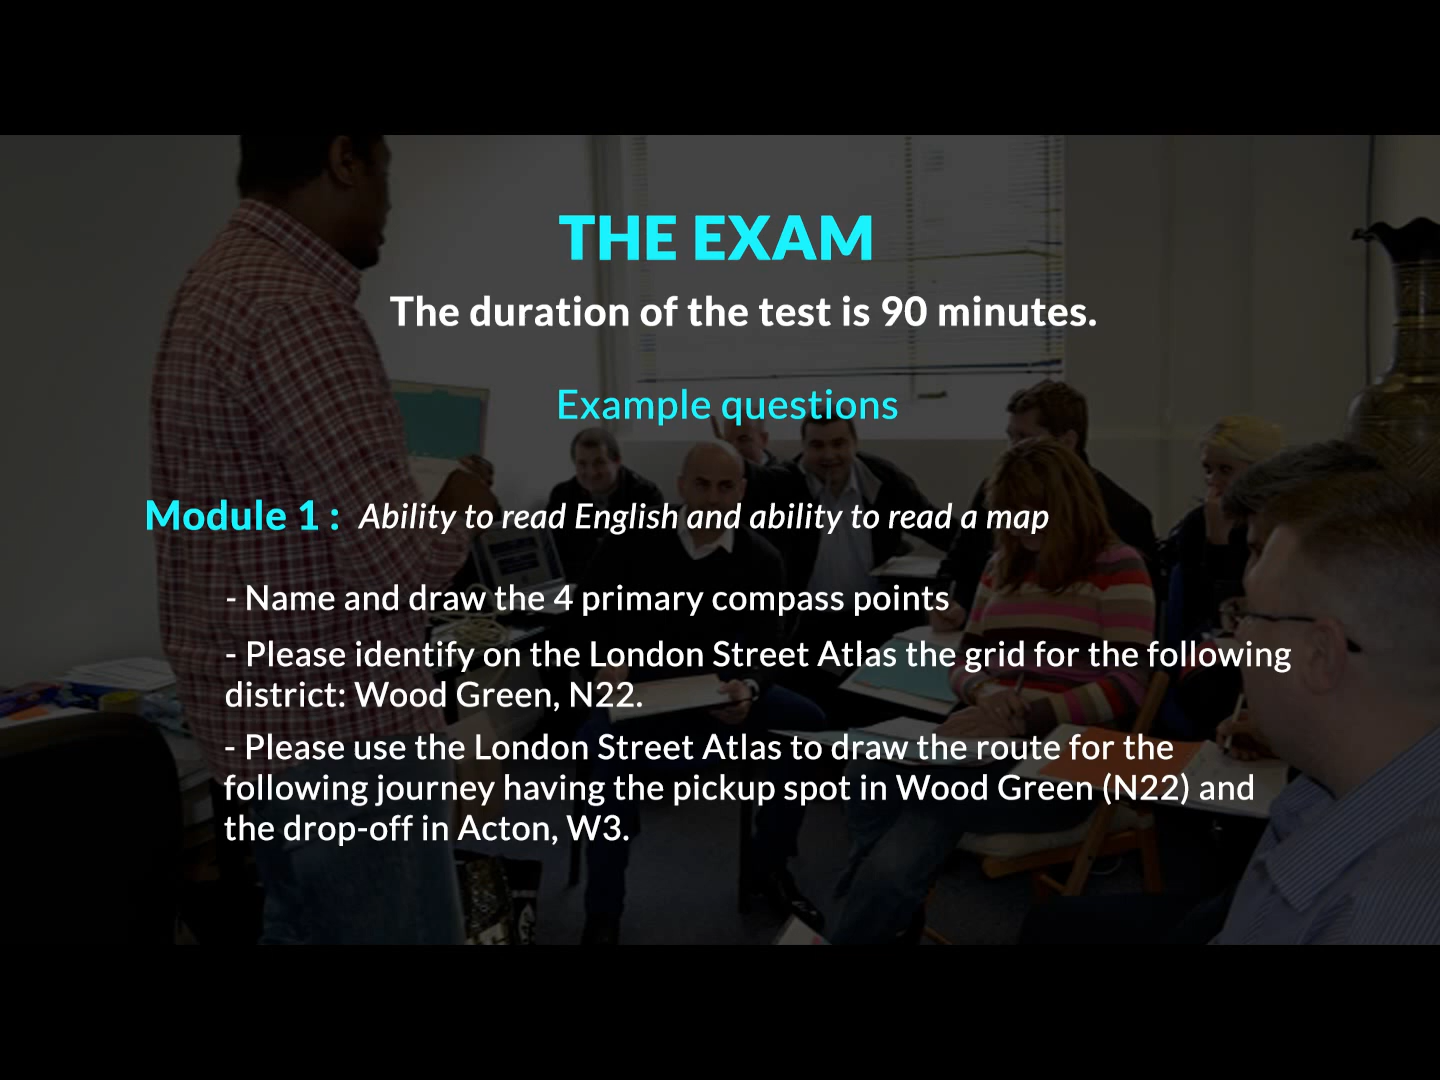 THE EXAM
The duration of the test is 90 minutes.
Example questions
Module 1 : Ability to read English and ability to read a map
- Name and draw the 4 primary compass points
- Please identify on the London Street Atlas the grid for the following
district: Wood Green, N22.
- Please use the London Street Atlas to draw the route for the
following journey having the pickup spot in Wood Green (N22) and
the drop-off in Acton, W3.